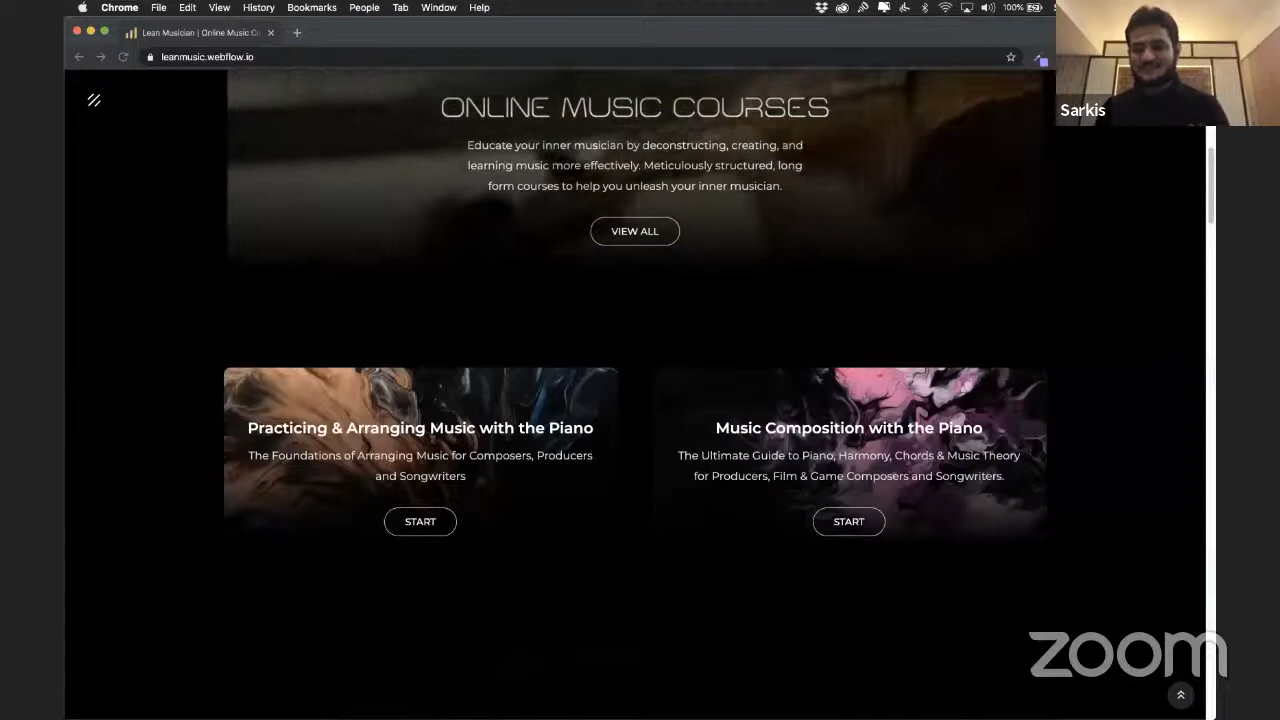 Chrome File Edit View History Bookmarks People Tab Window Help 100%
Lean Musician | Online Music Co
leanmusic.webflow.io
Sarkis
ONLINE MUSIC COURSES
Educate your inner musician by deconstructing, creating, and
learning music more effectively. Meticulously structured, long
form courses to help you unleash your inner musician.
VIEW ALL
Practicing & Arranging Music with the Piano
The Foundations of Arranging Music for Composers, Producers
and Songwriters
START
Music Composition with the Piano
The Ultimate Guide to Piano, Harmony, Chords & Music Theory
for Producers, Film & Game Composers and Songwriters.
START
zoom